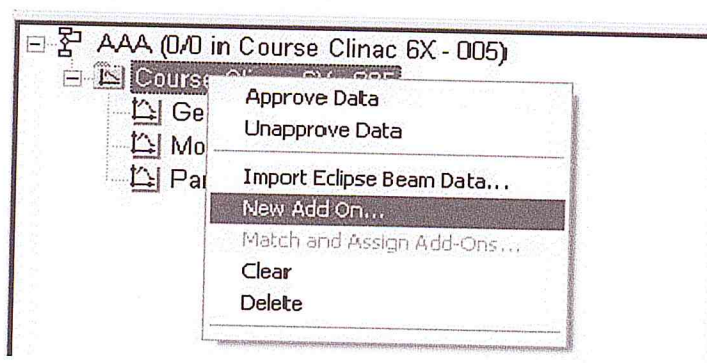 AAA (0/0 in Course Clinac 6X - 005)
Course
Ge
Mo
Par
Approve Data
Unapprove Data
Import Eclipse Beam Data...
New Add On...
Match and Assign Add-Ons...
Clear
Delete